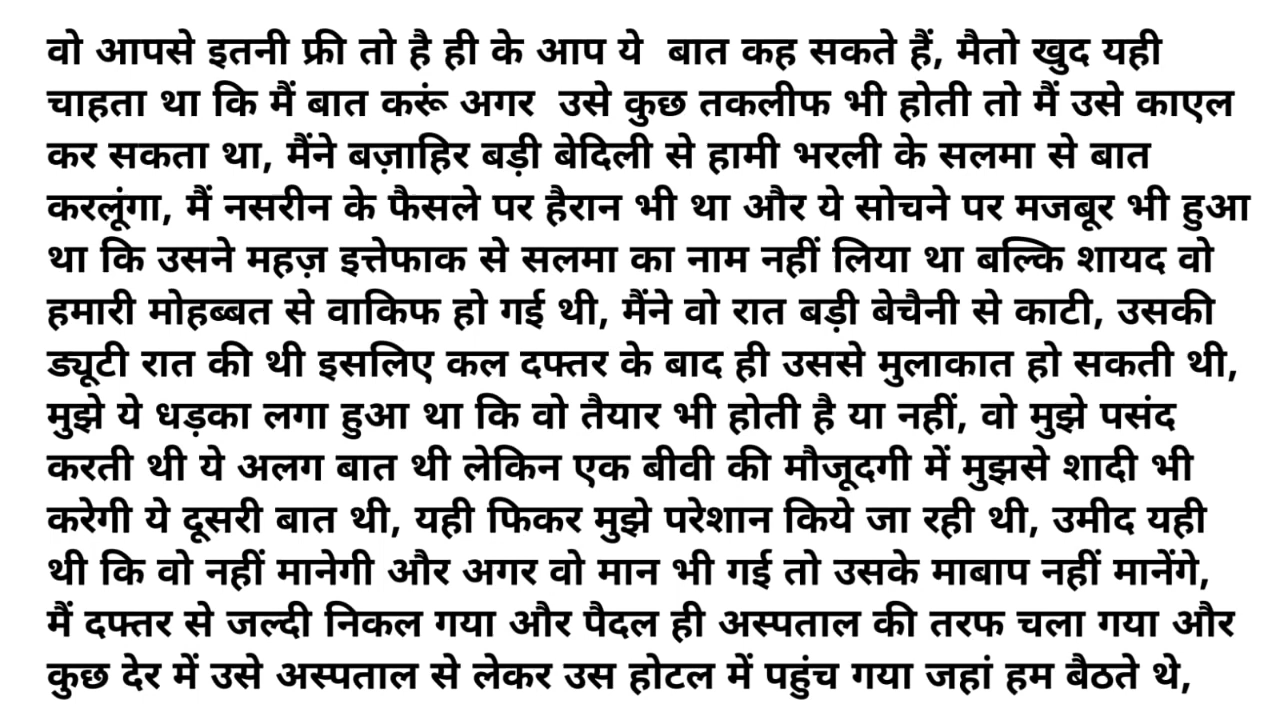 वो आपसे इतनी फ्री तो है ही के आप ये  बात कह सकते हैं, मैतो खुद यही
चाहता था कि मैं बात करूं अगर  उसे कुछ तकलीफ भी होती तो मैं उसे काएल
कर सकता था, मैंने बज़ाहिर बड़ी बेदिली से हामी भरली के सलमा से बात
करलूंगा, मैं नसरीन के फैसले पर हैरान भी था और ये सोचने पर मजबूर भी हुआ
था कि उसने महज़ इत्तेफाक से सलमा का नाम नहीं लिया था बल्कि शायद वो
हमारी मोहब्बत से वाकिफ हो गई थी, मैंने वो रात बड़ी बेचैनी से काटी, उसकी
ड्यूटी रात की थी इसलिए कल दफ्तर के बाद ही उससे मुलाकात हो सकती थी,
मुझे ये धड़का लगा हुआ था कि वो तैयार भी होती है या नहीं, वो मुझे पसंद
करती थी ये अलग बात थी लेकिन एक बीवी की मौजूदगी में मुझसे शादी भी
करेगी ये दूसरी बात थी, यही फिकर मुझे परेशान किये जा रही थी, उमीद यही
थी कि वो नहीं मानेगी और अगर वो मान भी गई तो उसके माबाप नहीं मानेंगे,
मैं दफ्तर से जल्दी निकल गया और पैदल ही अस्पताल की तरफ चला गया और
कुछ देर में उसे अस्पताल से लेकर उस होटल में पहुंच गया जहां हम बैठते थे,